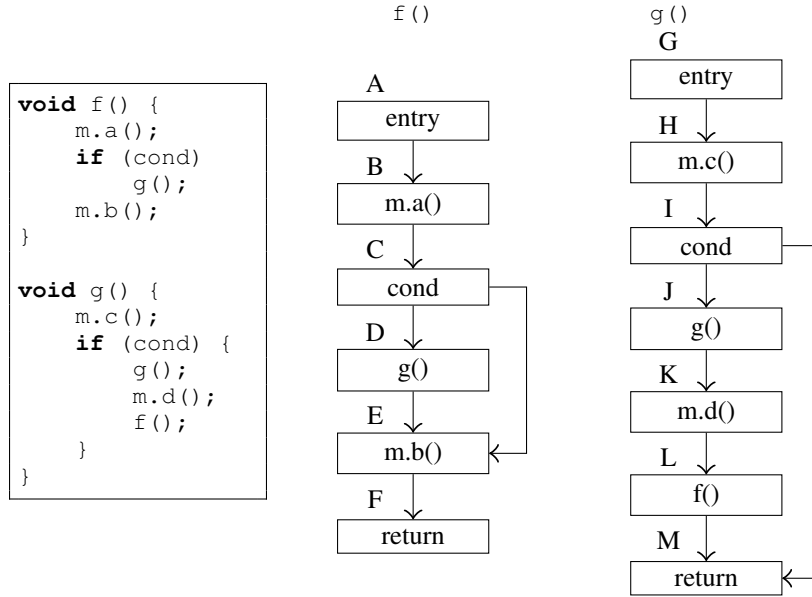 void f() {
    m.a();
    if (cond)
        g();
    m.b();
}

void g() {
    m.c();
    if (cond) {
        g();
        m.d();
        f();
    }
}
f()
A
entry
B
m.a()
C
cond
D
g()
E
m.b()
F
return
g()
G
entry
H
m.c()
I
cond
J
g()
K
m.d()
L
f()
M
return